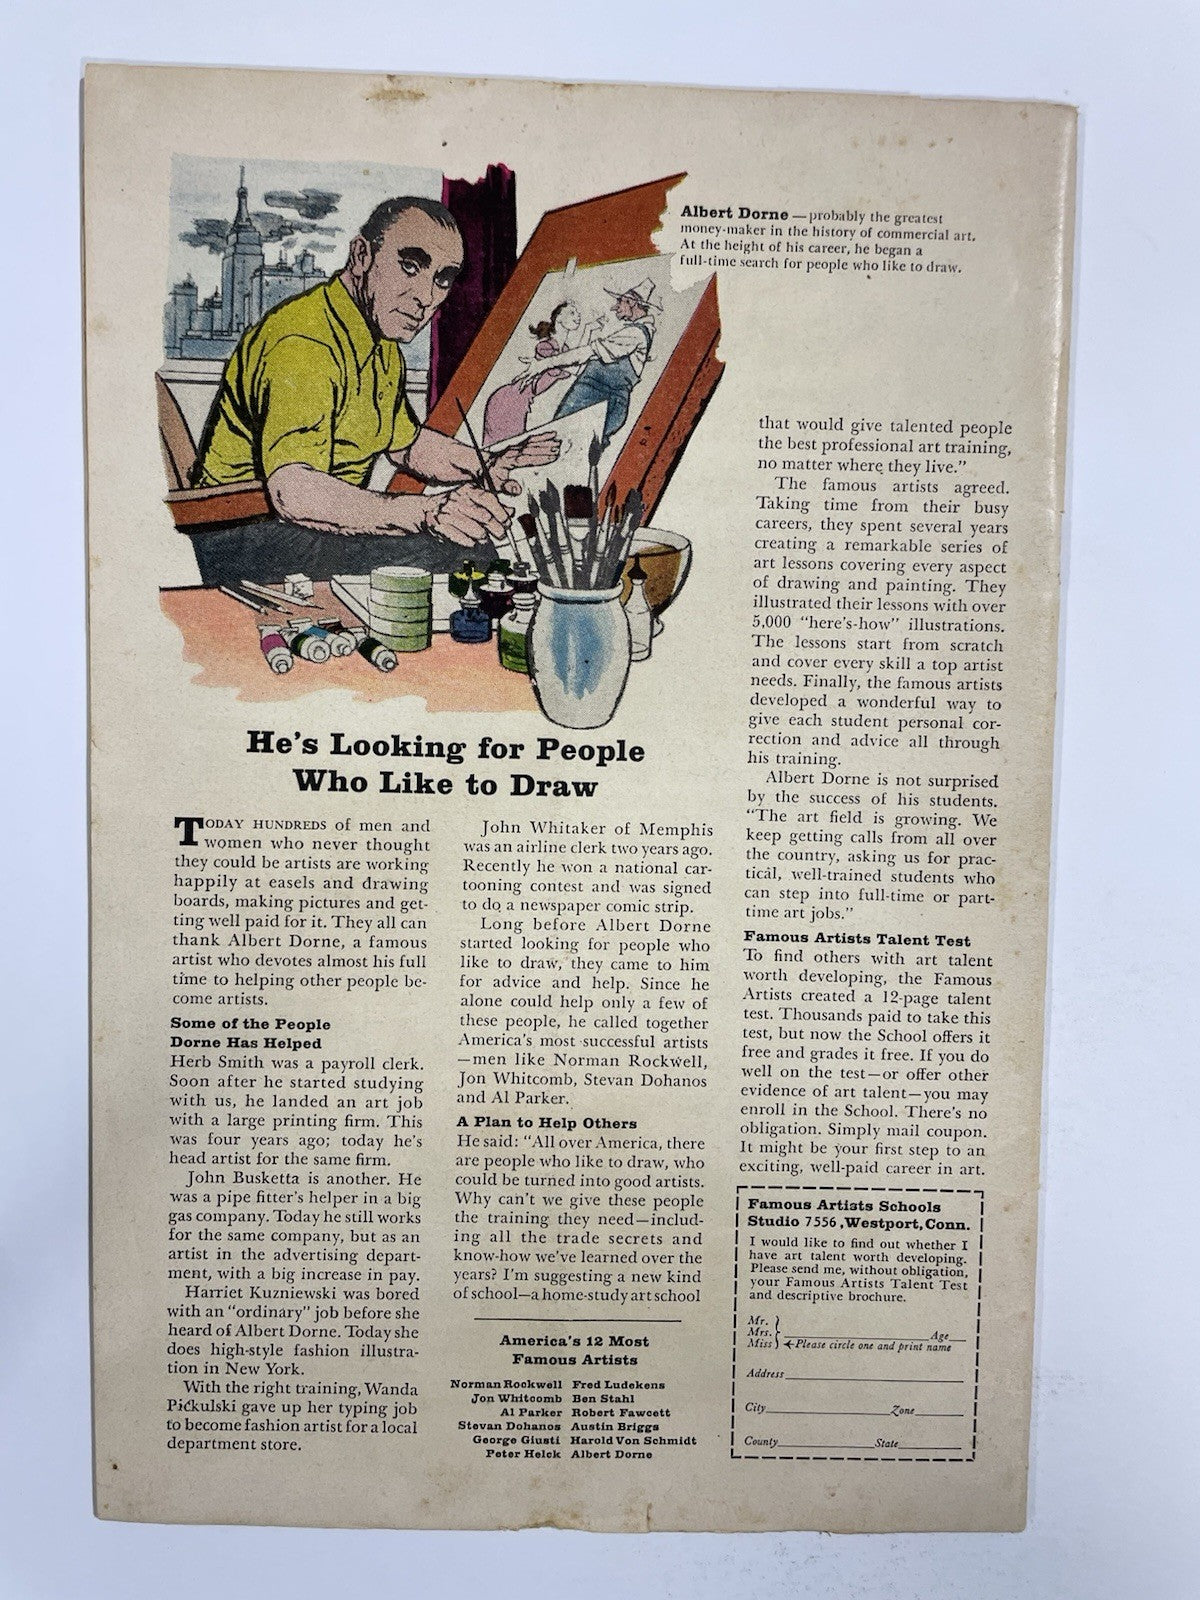 Albert Dorne — probably the greatest
money-maker in the history of commercial art.
At the height of his career, he began a
full-time search for people who like to draw.
He's Looking for People
Who Like to Draw
TODAY HUNDREDS of men and
women who never thought
they could be artists are working
happily at easels and drawing
boards, making pictures and get-
ting well paid for it. They all can
thank Albert Dorne, a famous
artist who devotes almost his full
time to helping other people be-
come artists.
Some of the People
Dorne Has Helped
Herb Smith was a payroll clerk.
Soon after he started studying
with us, he landed an art job
with a large printing firm. This
was four years ago; today he's
head artist for the same firm.
John Busketta is another. He
was a pipe fitter's helper in a big
gas company. Today he still works
for the same company, but as an
artist in the advertising depart-
ment, with a big increase in pay.
Harriet Kuzniewski was bored
with an "ordinary" job before she
heard of Albert Dorne. Today she
does high-style fashion illustra-
tion in New York.
With the right training, Wanda
Pickulski gave up her typing job
to become fashion artist for a local
department store.
John Whitaker of Memphis
was an airline clerk two years ago.
Recently he won a national car-
tooning contest and was signed
to do a newspaper comic strip.
Long before Albert Dorne
started looking for people who
like to draw, they came to him
for advice and help. Since he
alone could help only a few of
these people, he called together
America's most successful artists
—men like Norman Rockwell,
Jon Whitcomb, Stevan Dohanos
and Al Parker.
A Plan to Help Others
He said: "All over America, there
are people who like to draw, who
could be turned into good artists.
Why can't we give these people
the training they need—includ-
ing all the trade secrets and
know-how we've learned over the
years? I'm suggesting a new kind
of school—a home-study art school
America's 12 Most
Famous Artists
Norman Rockwell Fred Ludekens
Jon Whitcomb Ben Stahl
Al Parker Robert Fawcett
Stevan Dohanos Austin Briggs
George Giusti Harold Von Schmidt
Peter Helck Albert Dorne
that would give talented people
the best professional art training,
no matter where they live."
The famous artists agreed.
Taking time from their busy
careers, they spent several years
creating a remarkable series of
art lessons covering every aspect
of drawing and painting. They
illustrated their lessons with over
5,000 "here's-how" illustrations.
The lessons start from scratch
and cover every skill a top artist
needs. Finally, the famous artists
developed a wonderful way to
give each student personal cor-
rection and advice all through
his training.
Albert Dorne is not surprised
by the success of his students.
"The art field is growing. We
keep getting calls from all over
the country, asking us for prac-
tical, well-trained students who
can step into full-time or part-
time art jobs."
Famous Artists Talent Test
To find others with art talent
worth developing, the Famous
Artists created a 12-page talent
test. Thousands paid to take this
test, but now the School offers it
free and grades it free. If you do
well on the test—or offer other
evidence of art talent—you may
enroll in the School. There's no
obligation. Simply mail coupon.
It might be your first step to an
exciting, well-paid career in art.
Famous Artists Schools
Studio 7556, Westport, Conn.
I would like to find out whether I
have art talent worth developing.
Please send me, without obligation,
your Famous Artists Talent Test
and descriptive brochure.
Mr.
Mrs. Age
Miss ←Please circle one and print name
Address
City Zone
County State